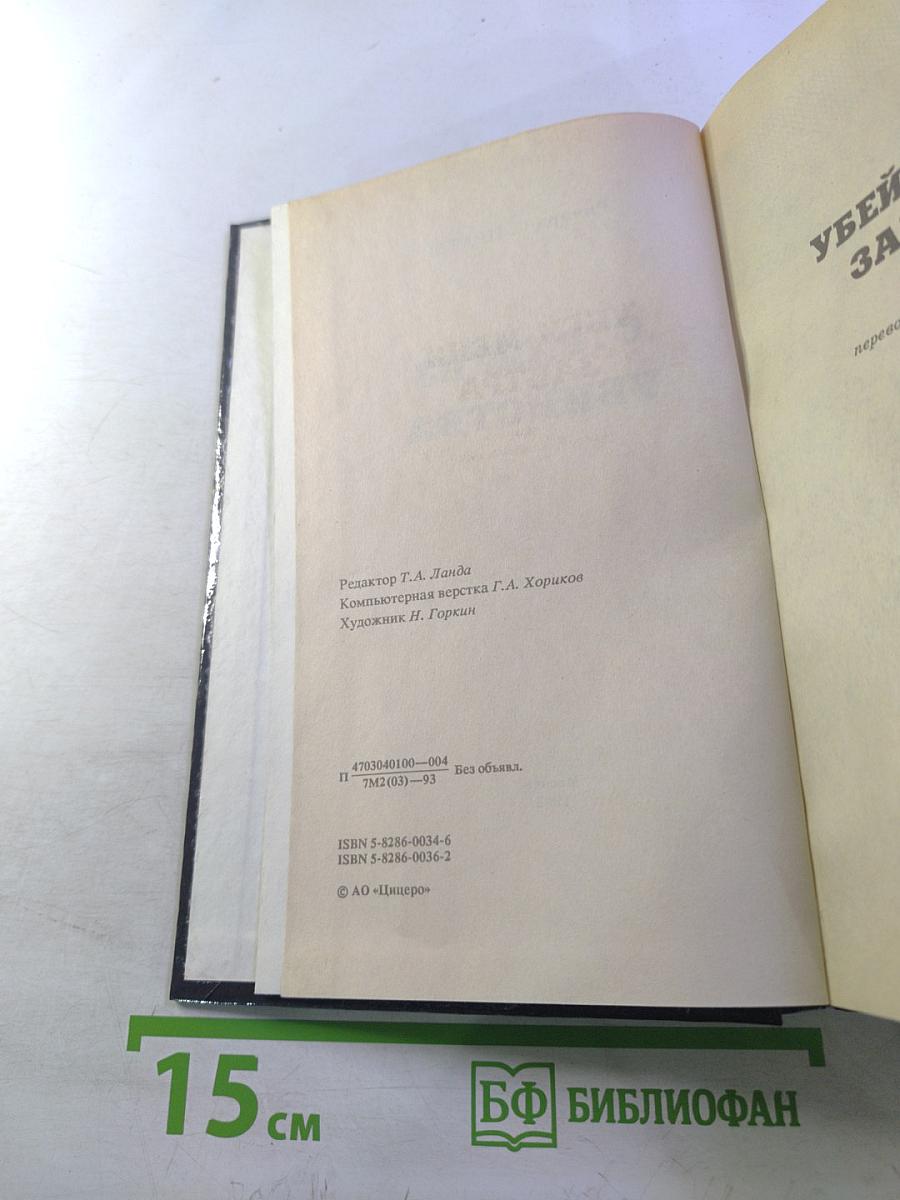 Редактор Т.А. Ланда
Компьютерная верстка Г.А. Хориков
Художник Н. Горкин
П 4703040100—004
7М2(03)—93 Без объявл.
ISBN 5-8286-0034-6
ISBN 5-8286-0036-2
© АО «Цицеро»
УБЕЙ
ЗА
перево
15 см
БФ БИБЛИОФАН